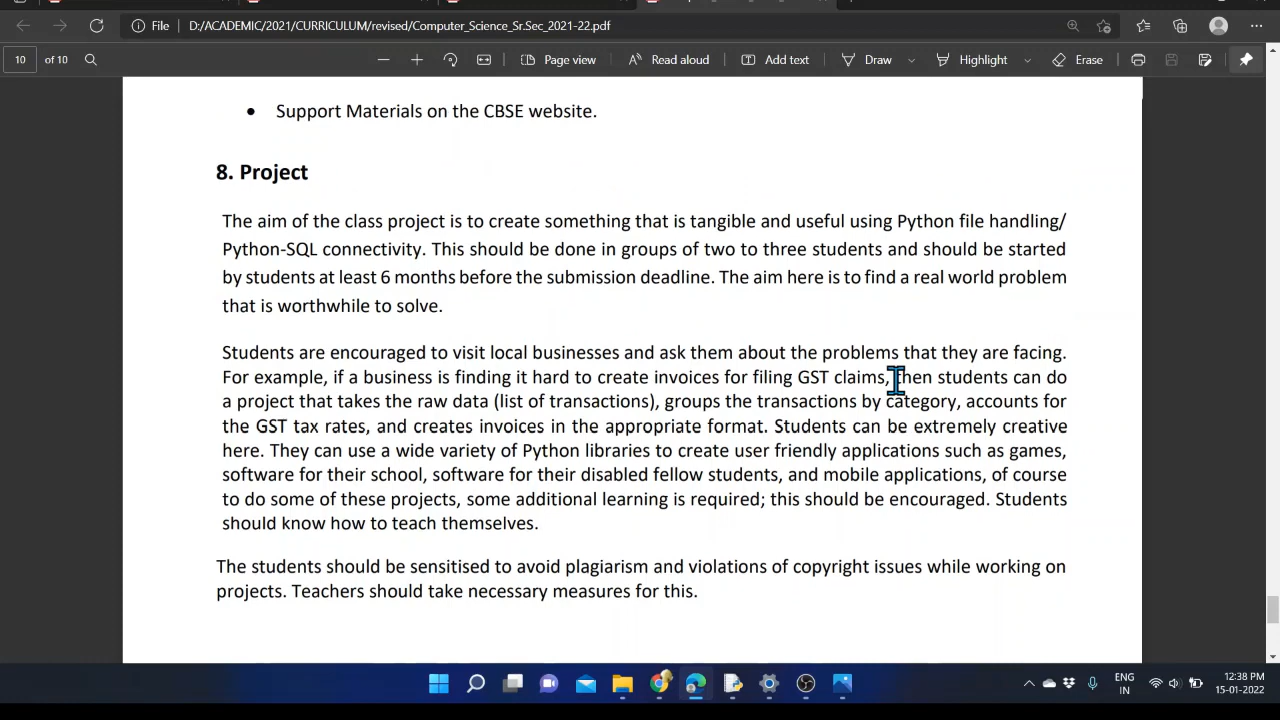 File
D:/ACADEMIC/2021/CURRICULUM/revised/Computer_Science_Sr.Sec_2021-22.pdf
10 of 10
Page view
Read aloud
Add text
Draw
Highlight
Erase
• Support Materials on the CBSE website.
8. Project
The aim of the class project is to create something that is tangible and useful using Python file handling/
Python-SQL connectivity. This should be done in groups of two to three students and should be started
by students at least 6 months before the submission deadline. The aim here is to find a real world problem
that is worthwhile to solve.
Students are encouraged to visit local businesses and ask them about the problems that they are facing.
For example, if a business is finding it hard to create invoices for filing GST claims, then students can do
a project that takes the raw data (list of transactions), groups the transactions by category, accounts for
the GST tax rates, and creates invoices in the appropriate format. Students can be extremely creative
here. They can use a wide variety of Python libraries to create user friendly applications such as games,
software for their school, software for their disabled fellow students, and mobile applications, of course
to do some of these projects, some additional learning is required; this should be encouraged. Students
should know how to teach themselves.
The students should be sensitised to avoid plagiarism and violations of copyright issues while working on
projects. Teachers should take necessary measures for this.
ENG
IN
12:38 PM
15-01-2022